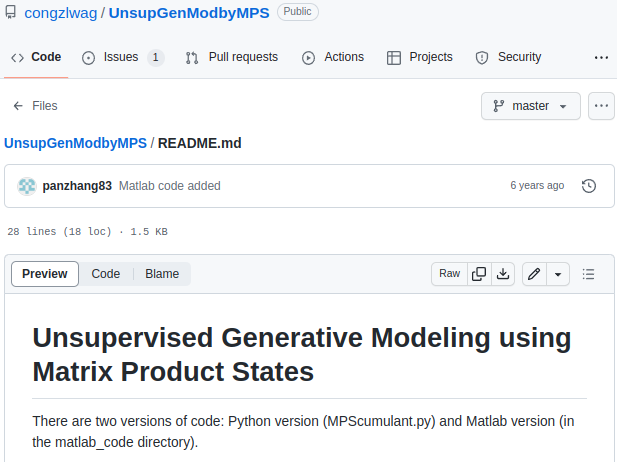 congzlwag / UnsupGenModbyMPS Public
Code Issues 1 Pull requests Actions Projects Security ...
Files master ...
UnsupGenModbyMPS / README.md
panzhang83 Matlab code added 6 years ago
28 lines (18 loc) · 1.5 KB
Preview Code Blame Raw
Unsupervised Generative Modeling using
Matrix Product States
There are two versions of code: Python version (MPScumulant.py) and Matlab version (in
the matlab_code directory).